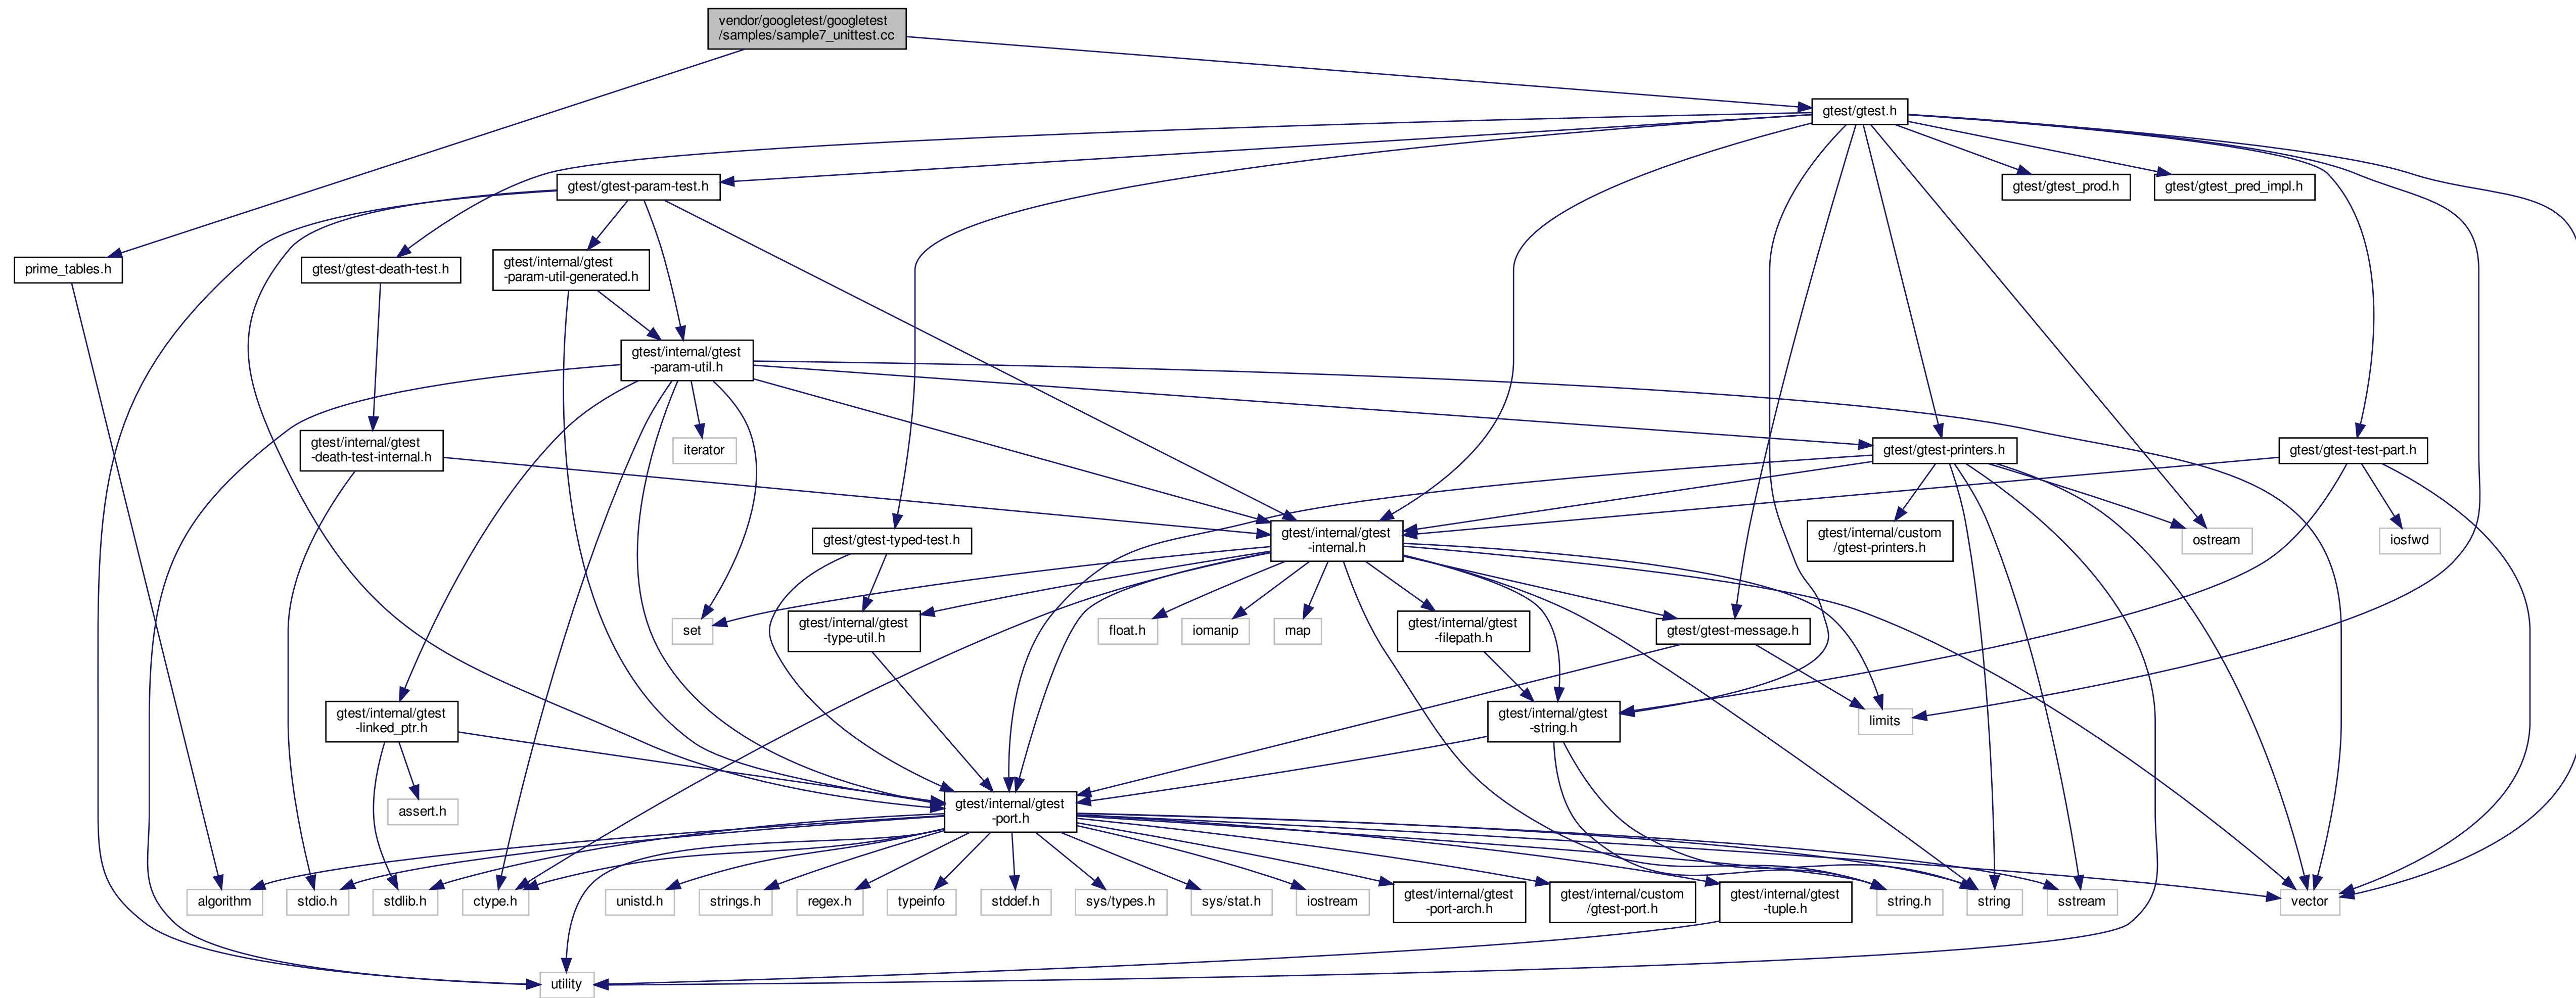 vendor/googletest/googletest
/samples/sample7_unittest.cc
gtest/gtest.h
gtest/gtest-param-test.h
gtest/gtest_prod.h
gtest/gtest_pred_impl.h
prime_tables.h
gtest/gtest-death-test.h
gtest/internal/gtest
-param-util-generated.h
gtest/internal/gtest
-param-util.h
gtest/internal/gtest
-death-test-internal.h
iterator
gtest/gtest-printers.h
gtest/gtest-test-part.h
gtest/gtest-typed-test.h
gtest/internal/gtest
-internal.h
gtest/internal/custom
/gtest-printers.h
ostream
iosfwd
set
gtest/internal/gtest
-type-util.h
float.h
iomanip
map
gtest/internal/gtest
-filepath.h
gtest/gtest-message.h
gtest/internal/gtest
-linked_ptr.h
gtest/internal/gtest
-string.h
limits
assert.h
gtest/internal/gtest
-port.h
algorithm
stdio.h
stdlib.h
ctype.h
unistd.h
strings.h
regex.h
typeinfo
stddef.h
sys/types.h
sys/stat.h
iostream
gtest/internal/gtest
-port-arch.h
gtest/internal/custom
/gtest-port.h
gtest/internal/gtest
-tuple.h
string.h
string
sstream
vector
utility